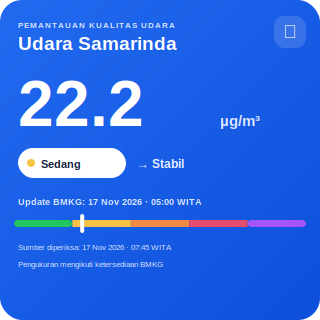 PEMANTAUAN KUALITAS UDARA
Udara Samarinda
22.2
µg/m³
Sedang
→ Stabil
Update BMKG: 17 Nov 2026 · 05:00 WITA
Sumber diperiksa: 17 Nov 2026 · 07:45 WITA
Pengukuran mengikuti ketersediaan BMKG